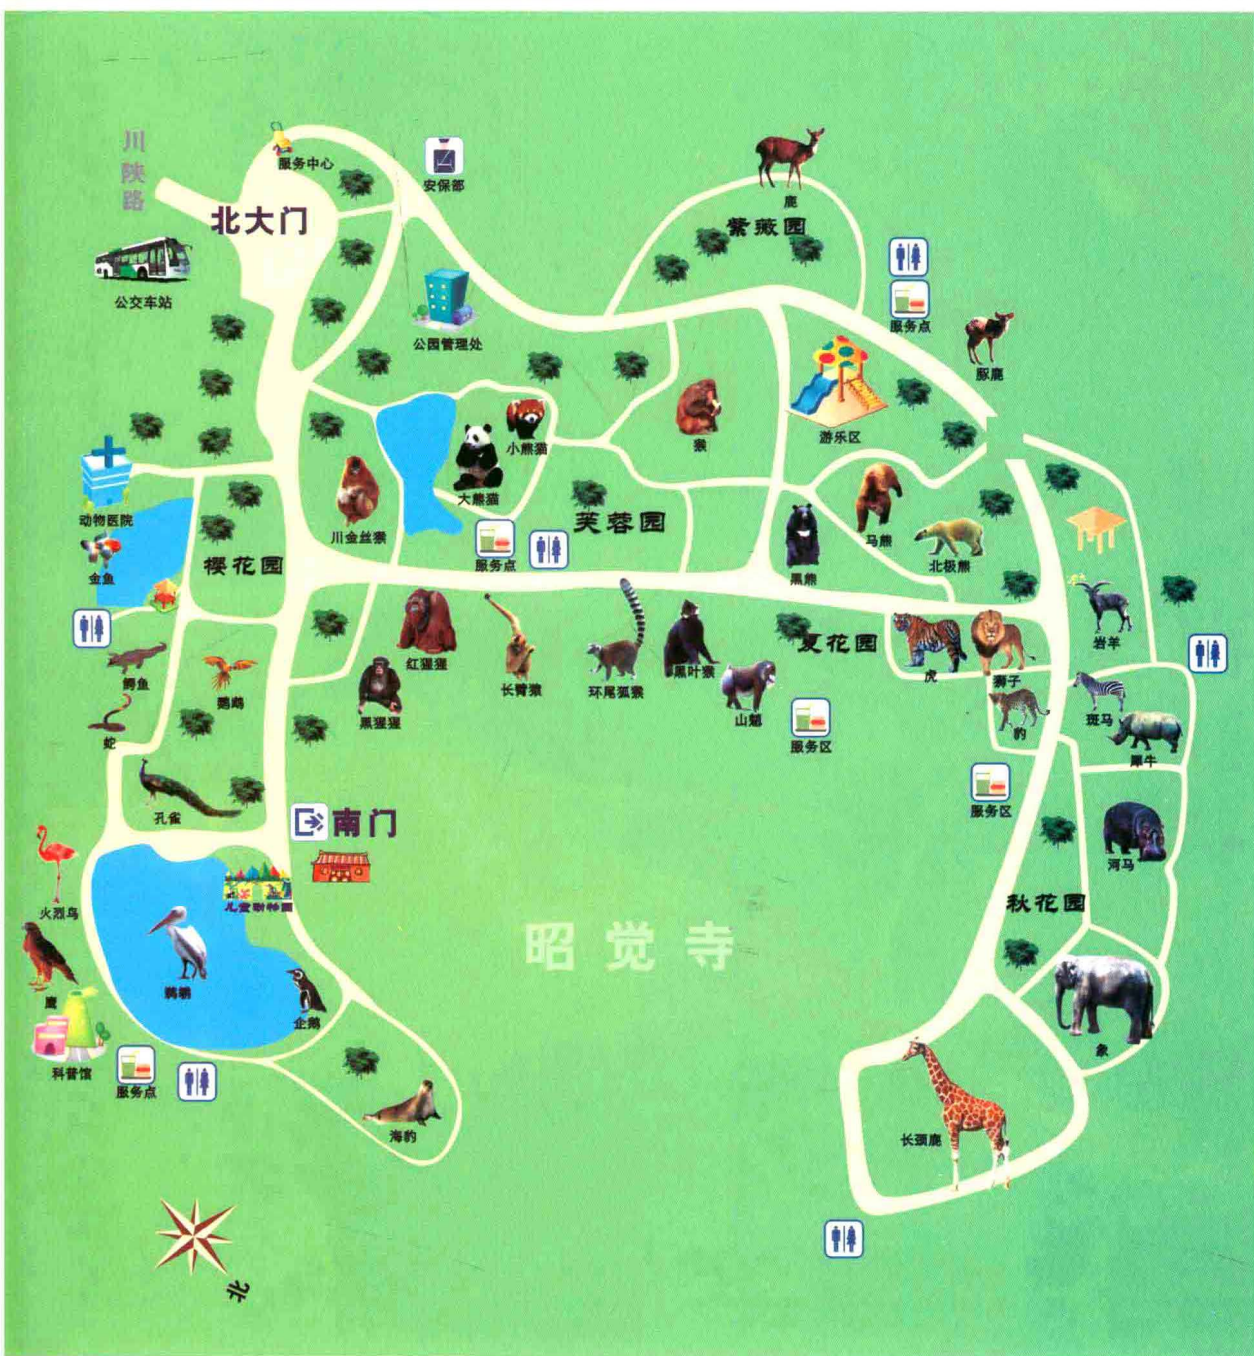 川陕路
服务中心
安保部
北大门
公交车站
鹿
紫薇园
服务点
豚鹿
公园管理处
游乐区
猴
小熊猫
大熊猫
川金丝猴
动物医院
金鱼
樱花园
芙蓉园
服务点
马熊
黑熊
北极熊
岩羊
夏花园
虎
狮子
豹
斑马
犀牛
红猩猩
黑猩猩
长臂猿
环尾狐猴
黑叶猴
山魈
服务区
服务区
鳄鱼
蛇
鹦鹉
孔雀
南门
儿童动物园
火烈鸟
鹰
鹈鹕
企鹅
科普馆
服务点
海豹
昭觉寺
河马
秋花园
象
长颈鹿
北